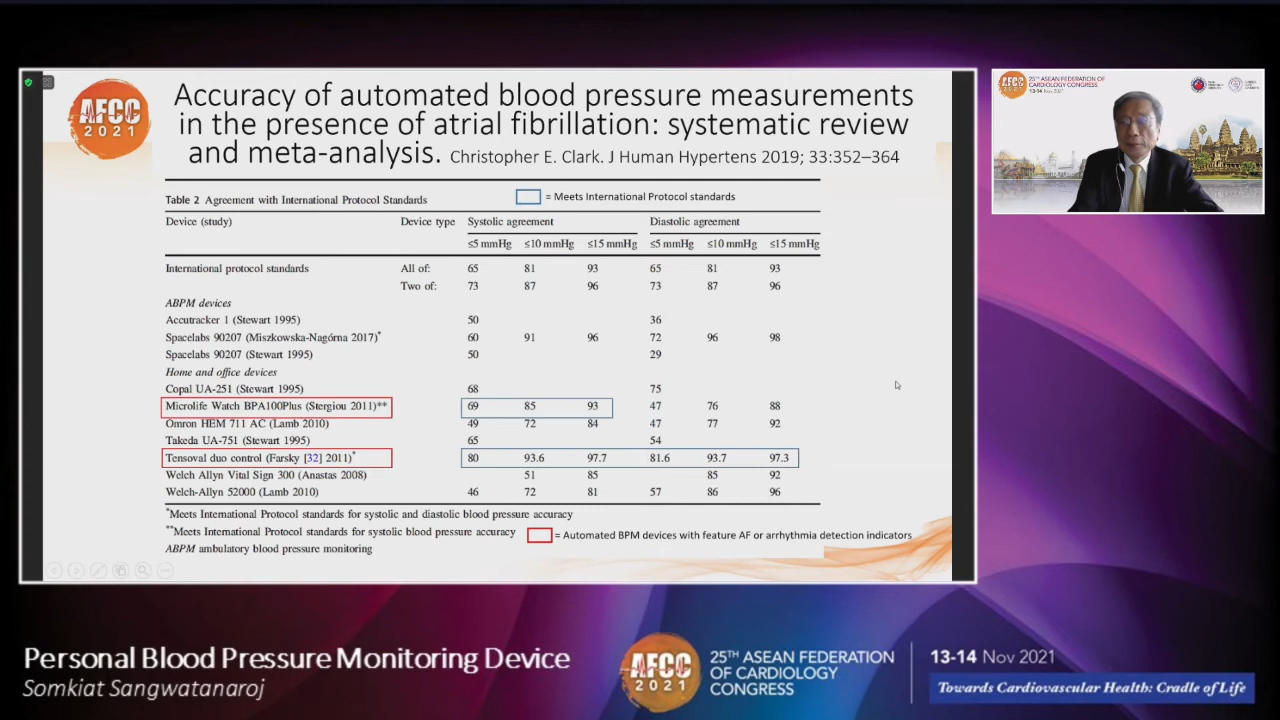 AFCC
2021
Accuracy of automated blood pressure measurements
in the presence of atrial fibrillation: systematic review
and meta-analysis. Christopher E. Clark. J Human Hypertens 2019; 33:352–364
Table 2 Agreement with International Protocol Standards
= Meets International Protocol standards
Device (study) Device type Systolic agreement Diastolic agreement
≤5 mmHg ≤10 mmHg ≤15 mmHg ≤5 mmHg ≤10 mmHg ≤15 mmHg
International protocol standards All of: 65 81 93 65 81 93
Two of: 73 87 96 73 87 96
ABPM devices
Accutracker 1 (Stewart 1995) 50 36
Spacelabs 90207 (Miszkowska-Nagórna 2017)* 60 91 96 72 96 98
Spacelabs 90207 (Stewart 1995) 50 29
Home and office devices
Copal UA-251 (Stewart 1995) 68 75
Microlife Watch BPA100Plus (Stergiou 2011)** 69 85 93 47 76 88
Omron HEM 711 AC (Lamb 2010) 49 72 84 47 77 92
Takeda UA-751 (Stewart 1995) 65 54
Tensoval duo control (Farsky [32] 2011)* 80 93.6 97.7 81.6 93.7 97.3
Welch Allyn Vital Sign 300 (Anastas 2008) 51 85 85 92
Welch-Allyn 52000 (Lamb 2010) 46 72 81 57 86 96
*Meets International Protocol standards for systolic and diastolic blood pressure accuracy
**Meets International Protocol standards for systolic blood pressure accuracy
= Automated BPM devices with feature AF or arrhythmia detection indicators
ABPM ambulatory blood pressure monitoring
25TH ASEAN FEDERATION OF
CARDIOLOGY CONGRESS
13-14 Nov 2021
Personal Blood Pressure Monitoring Device
Somkiat Sangwatanaroj
AFCC
2021
25TH ASEAN FEDERATION
OF CARDIOLOGY
CONGRESS
13-14 Nov 2021
Towards Cardiovascular Health: Cradle of Life